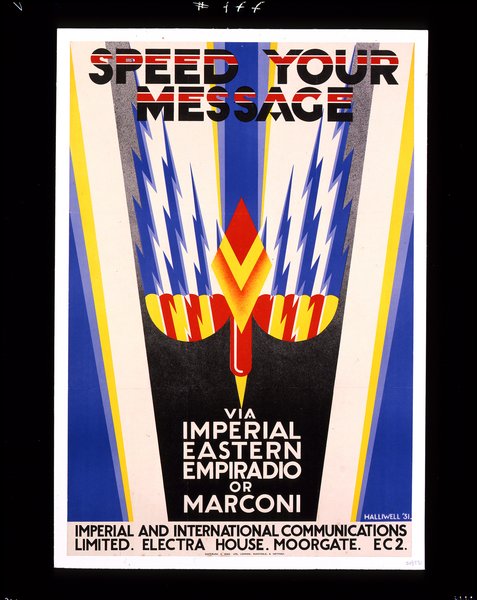 SPEED YOUR
MESSAGE
VIA
IMPERIAL
EASTERN
EMPIRADIO
OR
MARCONI
HALLIWELL '31.
IMPERIAL AND INTERNATIONAL COMMUNICATIONS
LIMITED. ELECTRA HOUSE. MOORGATE. EC2.